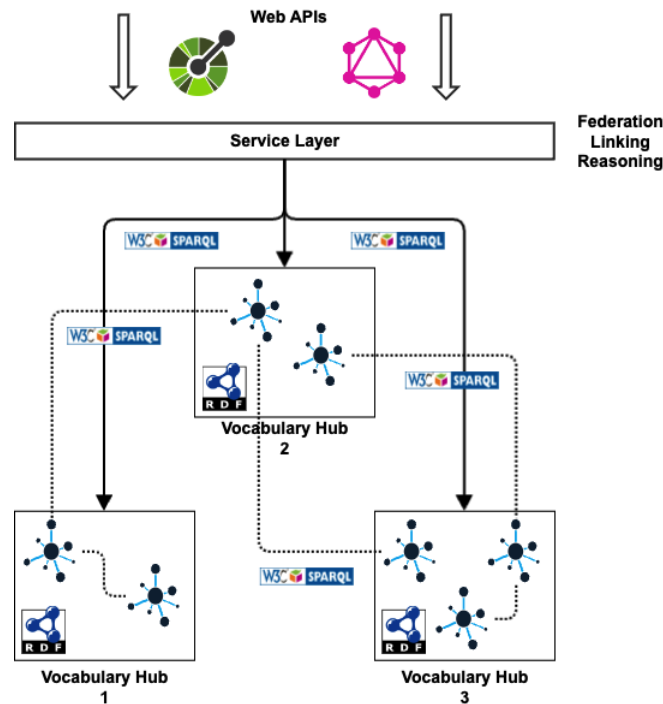 Web APIs
Service Layer
Federation
Linking
Reasoning
W3C SPARQL
W3C SPARQL
W3C SPARQL
W3C SPARQL
RDF
Vocabulary Hub
2
W3C SPARQL
RDF
RDF
Vocabulary Hub
1
Vocabulary Hub
3